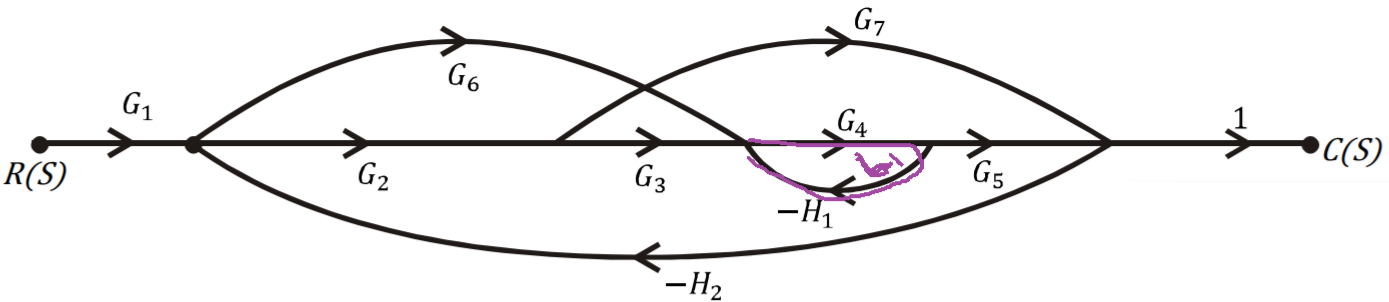 G₇
G₆
G₁
G₄
1
R(S)
G₂
G₃
G₅
C(S)
−H₁
−H₂